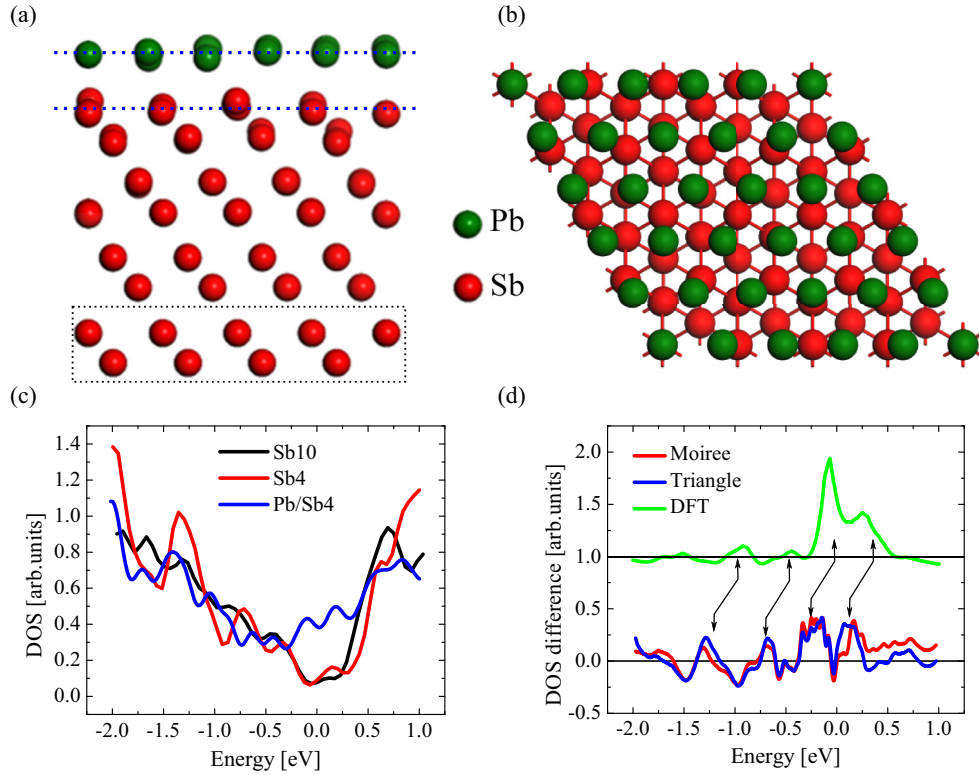 (a)
(b)
Pb
Sb
(c)
(d)
1.4
1.2
1.0
0.8
0.6
0.4
0.2
0.0
DOS [arb.units]
Sb10
Sb4
Pb/Sb4
-2.0 -1.5 -1.0 -0.5 0.0 0.5 1.0
Energy [eV]
2.0
1.5
1.0
0.5
0.0
-0.5
DOS difference [arb.units]
Moiree
Triangle
DFT
-2.0 -1.5 -1.0 -0.5 0.0 0.5 1.0
Energy [eV]